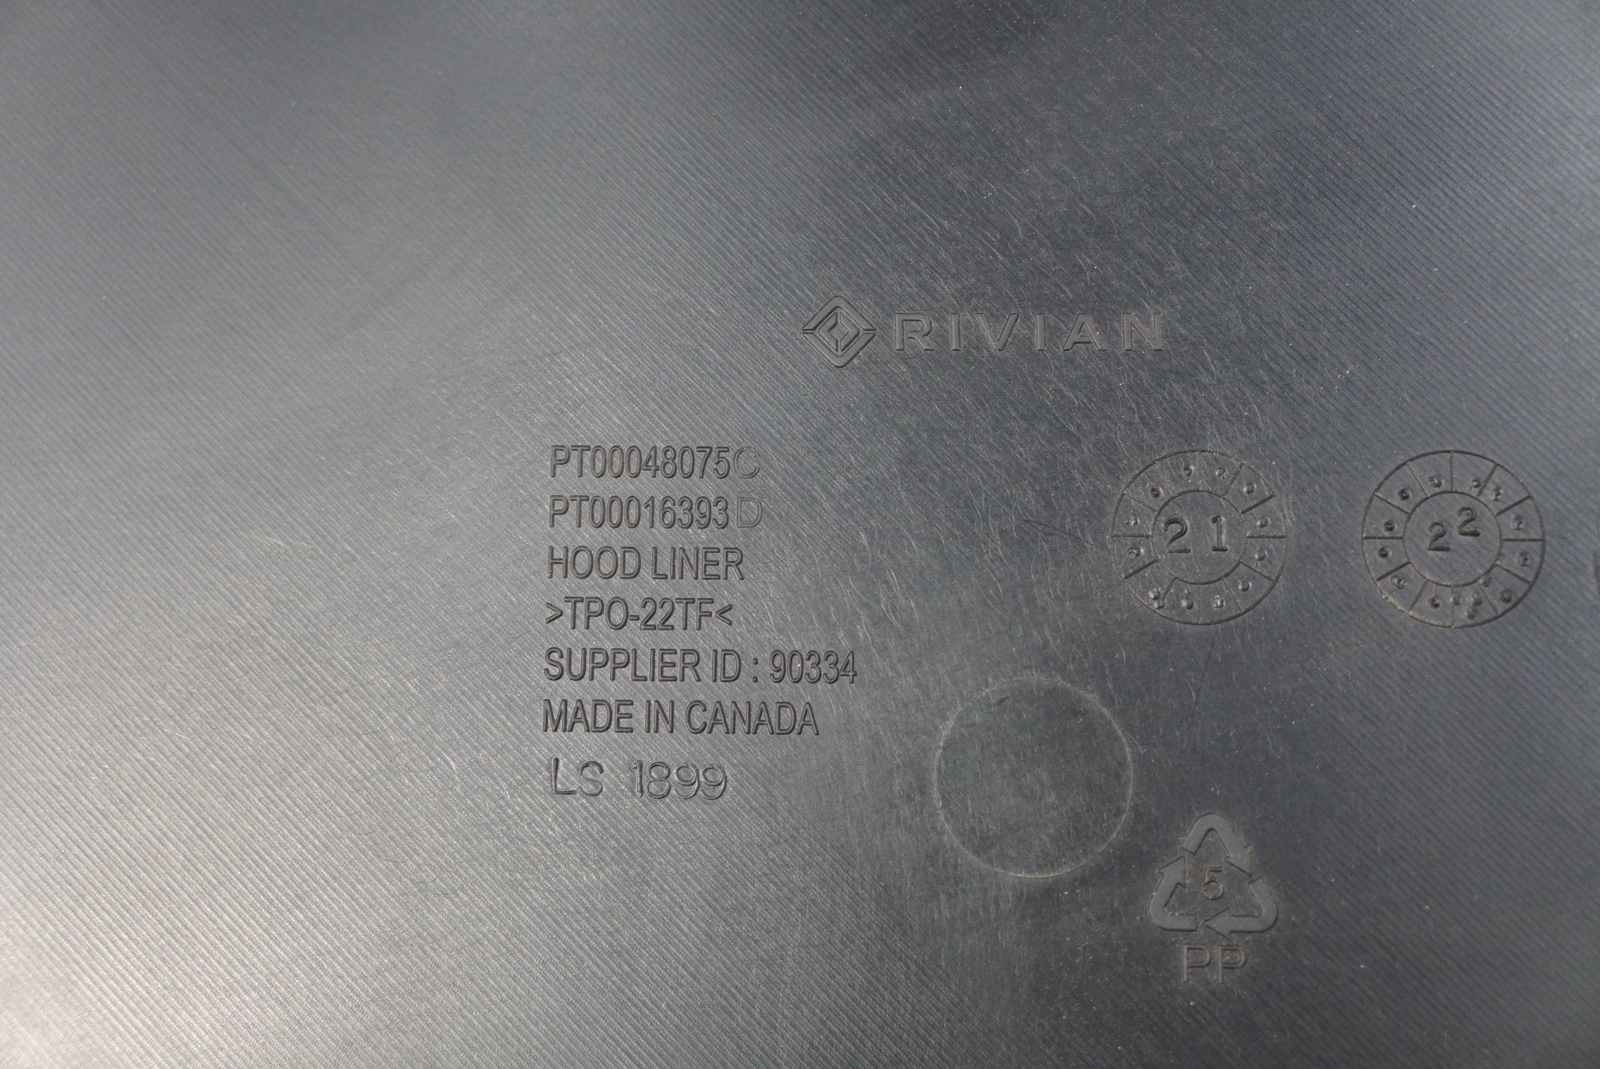 RIVIAN
PT00048075C
PT00016393D
HOOD LINER
>TPO-22TF<
SUPPLIER ID : 90334
MADE IN CANADA
LS 1899
21
22
5
PP